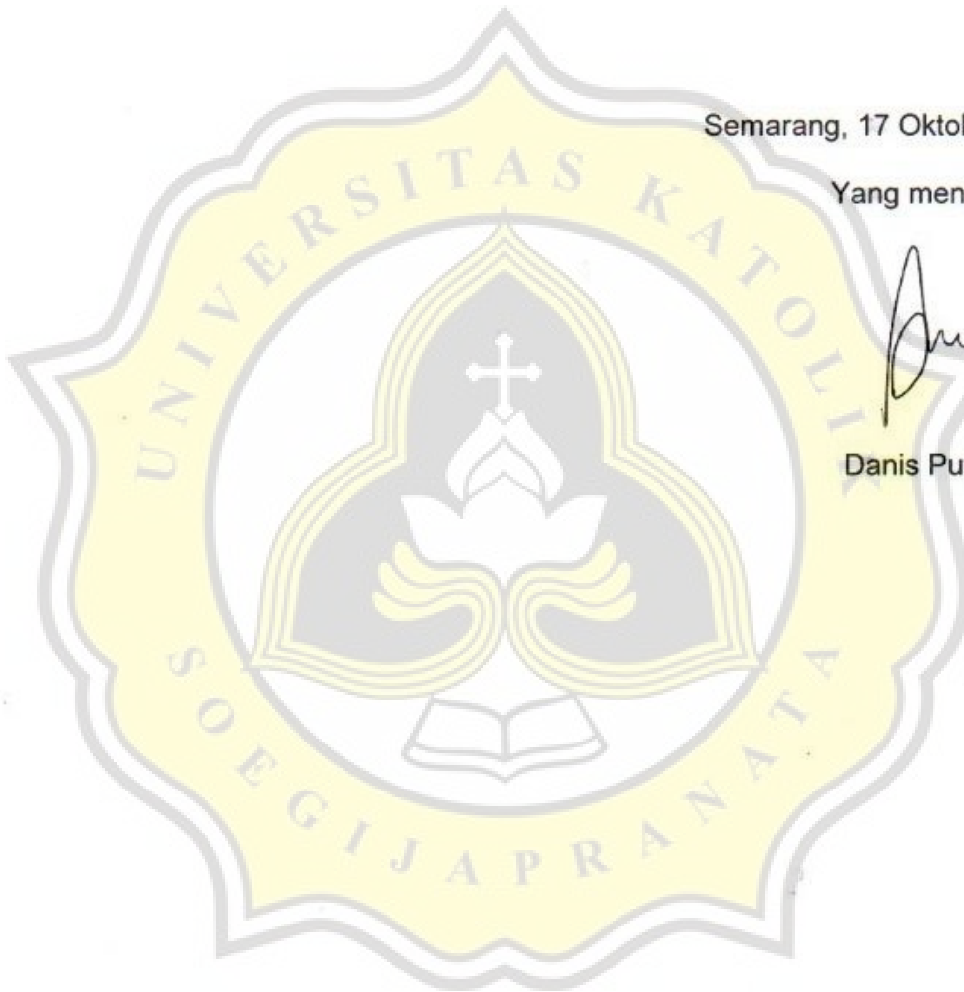 Semarang, 17 Oktol
Yang men
Danis Pu
UNIVERSITAS KATOLIK
SOEGIJAPRANATA